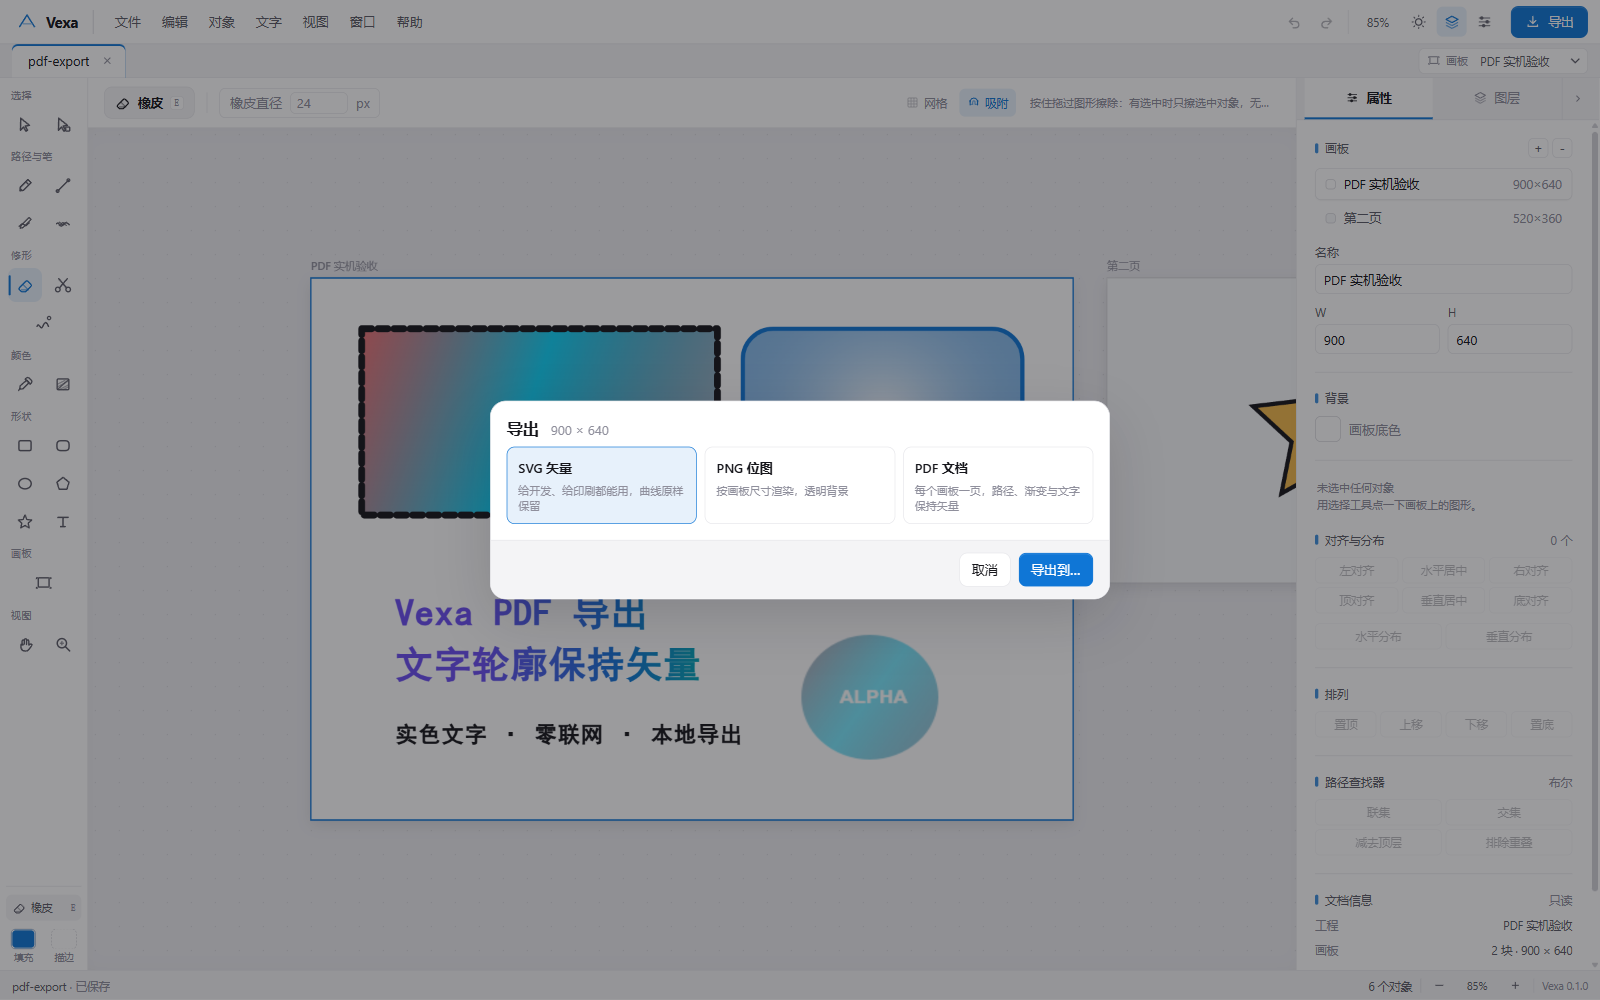 Vexa 文件 编辑 对象 文字 视图 窗口 帮助 85% 导出
pdf-export × 画板 PDF 实机验收
选择
路径与笔
修形
颜色
形状
画板
视图
橡皮 E
填充 描边
橡皮 E 橡皮直径 24 px 网格 吸附 按住拖过图形擦除：有选中时只擦选中对象，无...
PDF 实机验收
第二页
Vexa PDF 导出
文字轮廓保持矢量
实色文字 · 零联网 · 本地导出
ALPHA
导出 900 × 640
SVG 矢量
给开发、给印刷都能用，曲线原样
保留
PNG 位图
按画板尺寸渲染，透明背景
PDF 文档
每个画板一页，路径、渐变与文字
保持矢量
取消 导出到...
属性 图层
画板 + -
PDF 实机验收 900×640
第二页 520×360
名称
PDF 实机验收
W H
900 640
背景
画板底色
未选中任何对象
用选择工具点一下画板上的图形。
对齐与分布 0 个
左对齐 水平居中 右对齐
顶对齐 垂直居中 底对齐
水平分布 垂直分布
排列
置顶 上移 下移 置底
路径查找器 布尔
联集 交集
减去顶层 排除重叠
文档信息 只读
工程 PDF 实机验收
画板 2 块 · 900 × 640
pdf-export · 已保存 6 个对象 − 85% + Vexa 0.1.0